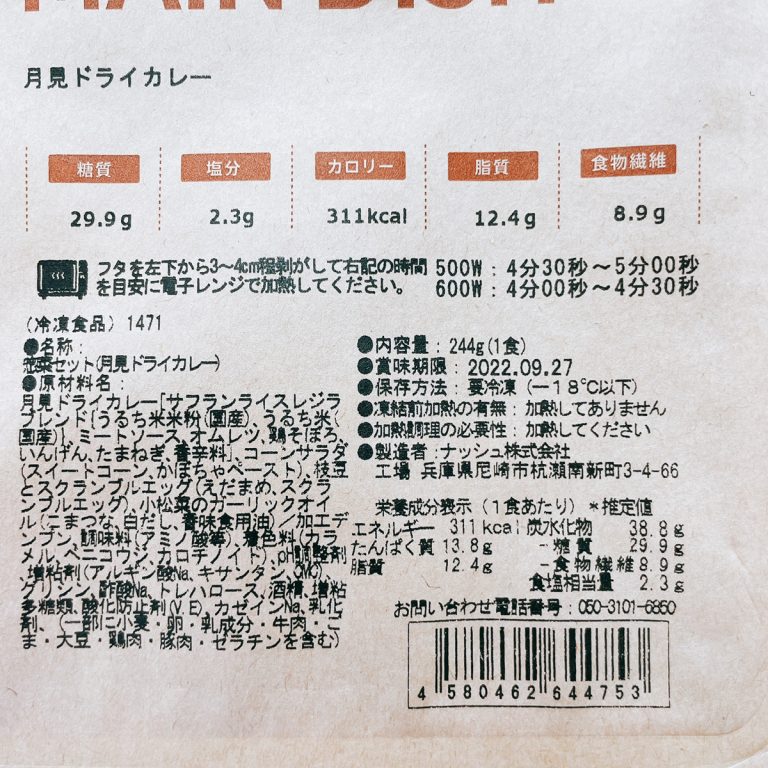 MAIN DISH
月見ドライカレー
糖質 塩分 カロリー 脂質 食物繊維
29.9g 2.3g 311kcal 12.4g 8.9g
フタを左下から3〜4cm程剥がして右記の時間
を目安に電子レンジで加熱してください。
500W：4分30秒〜5分00秒
600W：4分00秒〜4分30秒
(冷凍食品) 1471
●名称：
惣菜セット(月見ドライカレー)
●原材料名：
月見ドライカレー[サフランライスレジラ
ブレンド[うるち米米粉(国産)、うるち米(
国産)]、ミートソース、オムレツ、鶏そぼろ、
いんげん、たまねぎ、香辛料]、コーンサラダ
(スイートコーン、かぼちゃペースト)、枝豆
とスクランブルエッグ(えだまめ、スクラ
ンブルエッグ)、小松菜のガーリックオイ
ル(こまつな、白だし、香味食用油)／加工デ
ンプン、調味料(アミノ酸等)、着色料(カラ
メル、ベニコウジ、カロチノイド)、pH調整剤
、増粘剤(アルギン酸Na、キサンタン、CMC)、
グリシン、酢酸Na、トレハロース、酒精、増粘
多糖類、酸化防止剤(V.E)、カゼインNa、乳化
剤、(一部に小麦・卵・乳成分・牛肉・ご
ま・大豆・鶏肉・豚肉・ゼラチンを含む)
●内容量：244g(1食)
●賞味期限：2022.09.27
●保存方法：要冷凍(ー18℃以下)
●凍結前加熱の有無：加熱してありません
●加熱調理の必要性：加熱してください
●製造者：ナッシュ株式会社
工場 兵庫県尼崎市杭瀬南新町3-4-66
栄養成分表示(1食あたり)＊推定値
エネルギー 311kcal 炭水化物 38.8g
たんぱく質 13.8g -糖質 29.9g
脂質 12.4g -食物繊維 8.9g
食塩相当量 2.3g
お問い合わせ電話番号：050-3101-6850
4 580462 644753